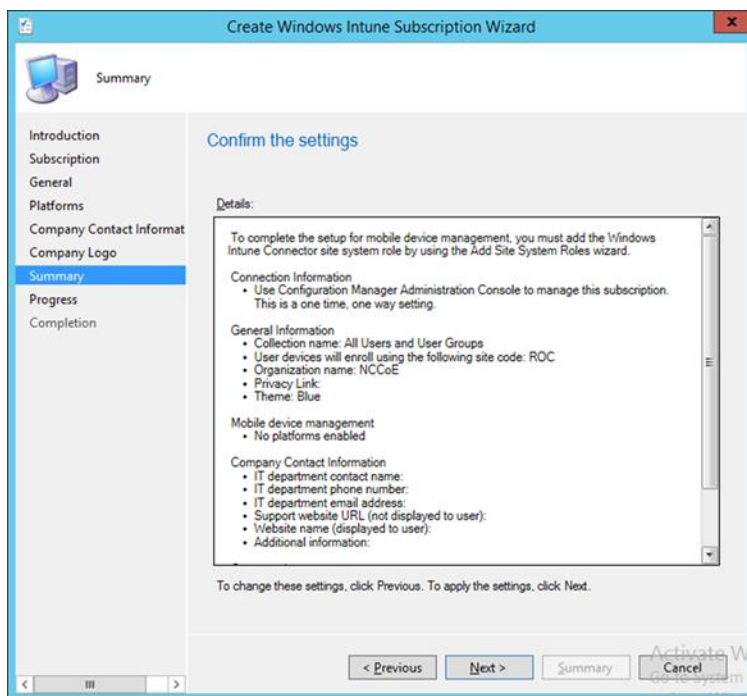 Create Windows Intune Subscription Wizard
x
Summary
Introduction
Subscription
General
Platforms
Company Contact Informat
Company Logo
Summary
Progress
Completion
Confirm the settings
Details:
To complete the setup for mobile device management, you must add the Windows
Intune Connector site system role by using the Add Site System Roles wizard.
Connection Information
• Use Configuration Manager Administration Console to manage this subscription.
This is a one time, one way setting.
General Information
• Collection name: All Users and User Groups
• User devices will enroll using the following site code: ROC
• Organization name: NCCoE
• Privacy Link:
• Theme: Blue
Mobile device management
• No platforms enabled
Company Contact Information
• IT department contact name:
• IT department phone number:
• IT department email address:
• Support website URL (not displayed to user):
• Website name (displayed to user):
• Additional information:
To change these settings, click Previous. To apply the settings, click Next.
< Previous
Next >
Summary
Cancel
Activate W
Go to System